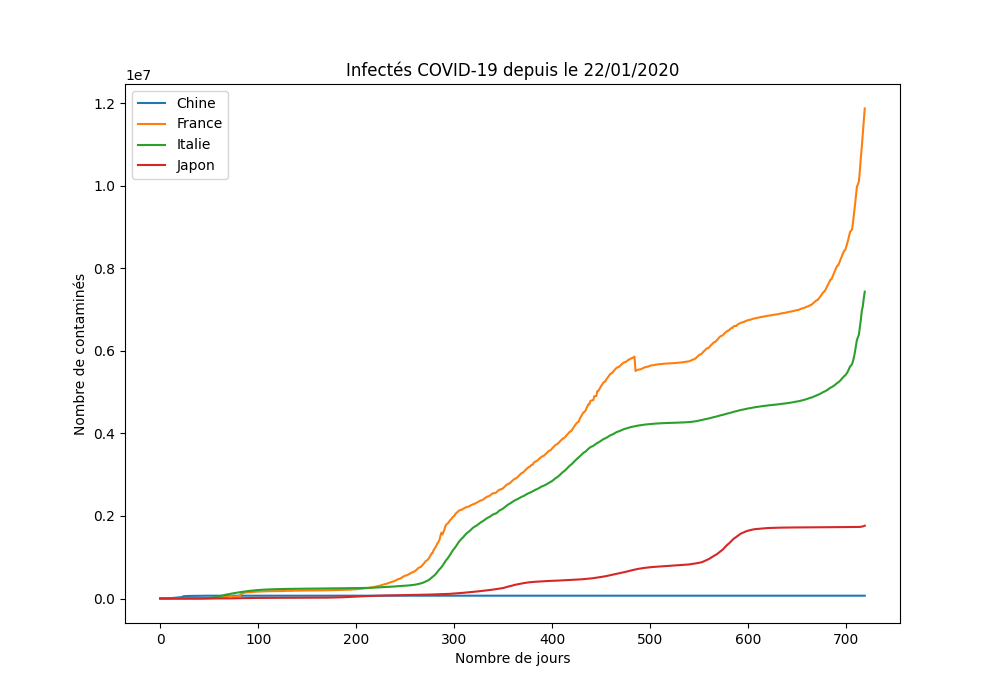 Infectés COVID-19 depuis le 22/01/2020
1e7
1.2
1.0
0.8
0.6
0.4
0.2
0.0
Nombre de contaminés
Chine
France
Italie
Japon
0 100 200 300 400 500 600 700
Nombre de jours